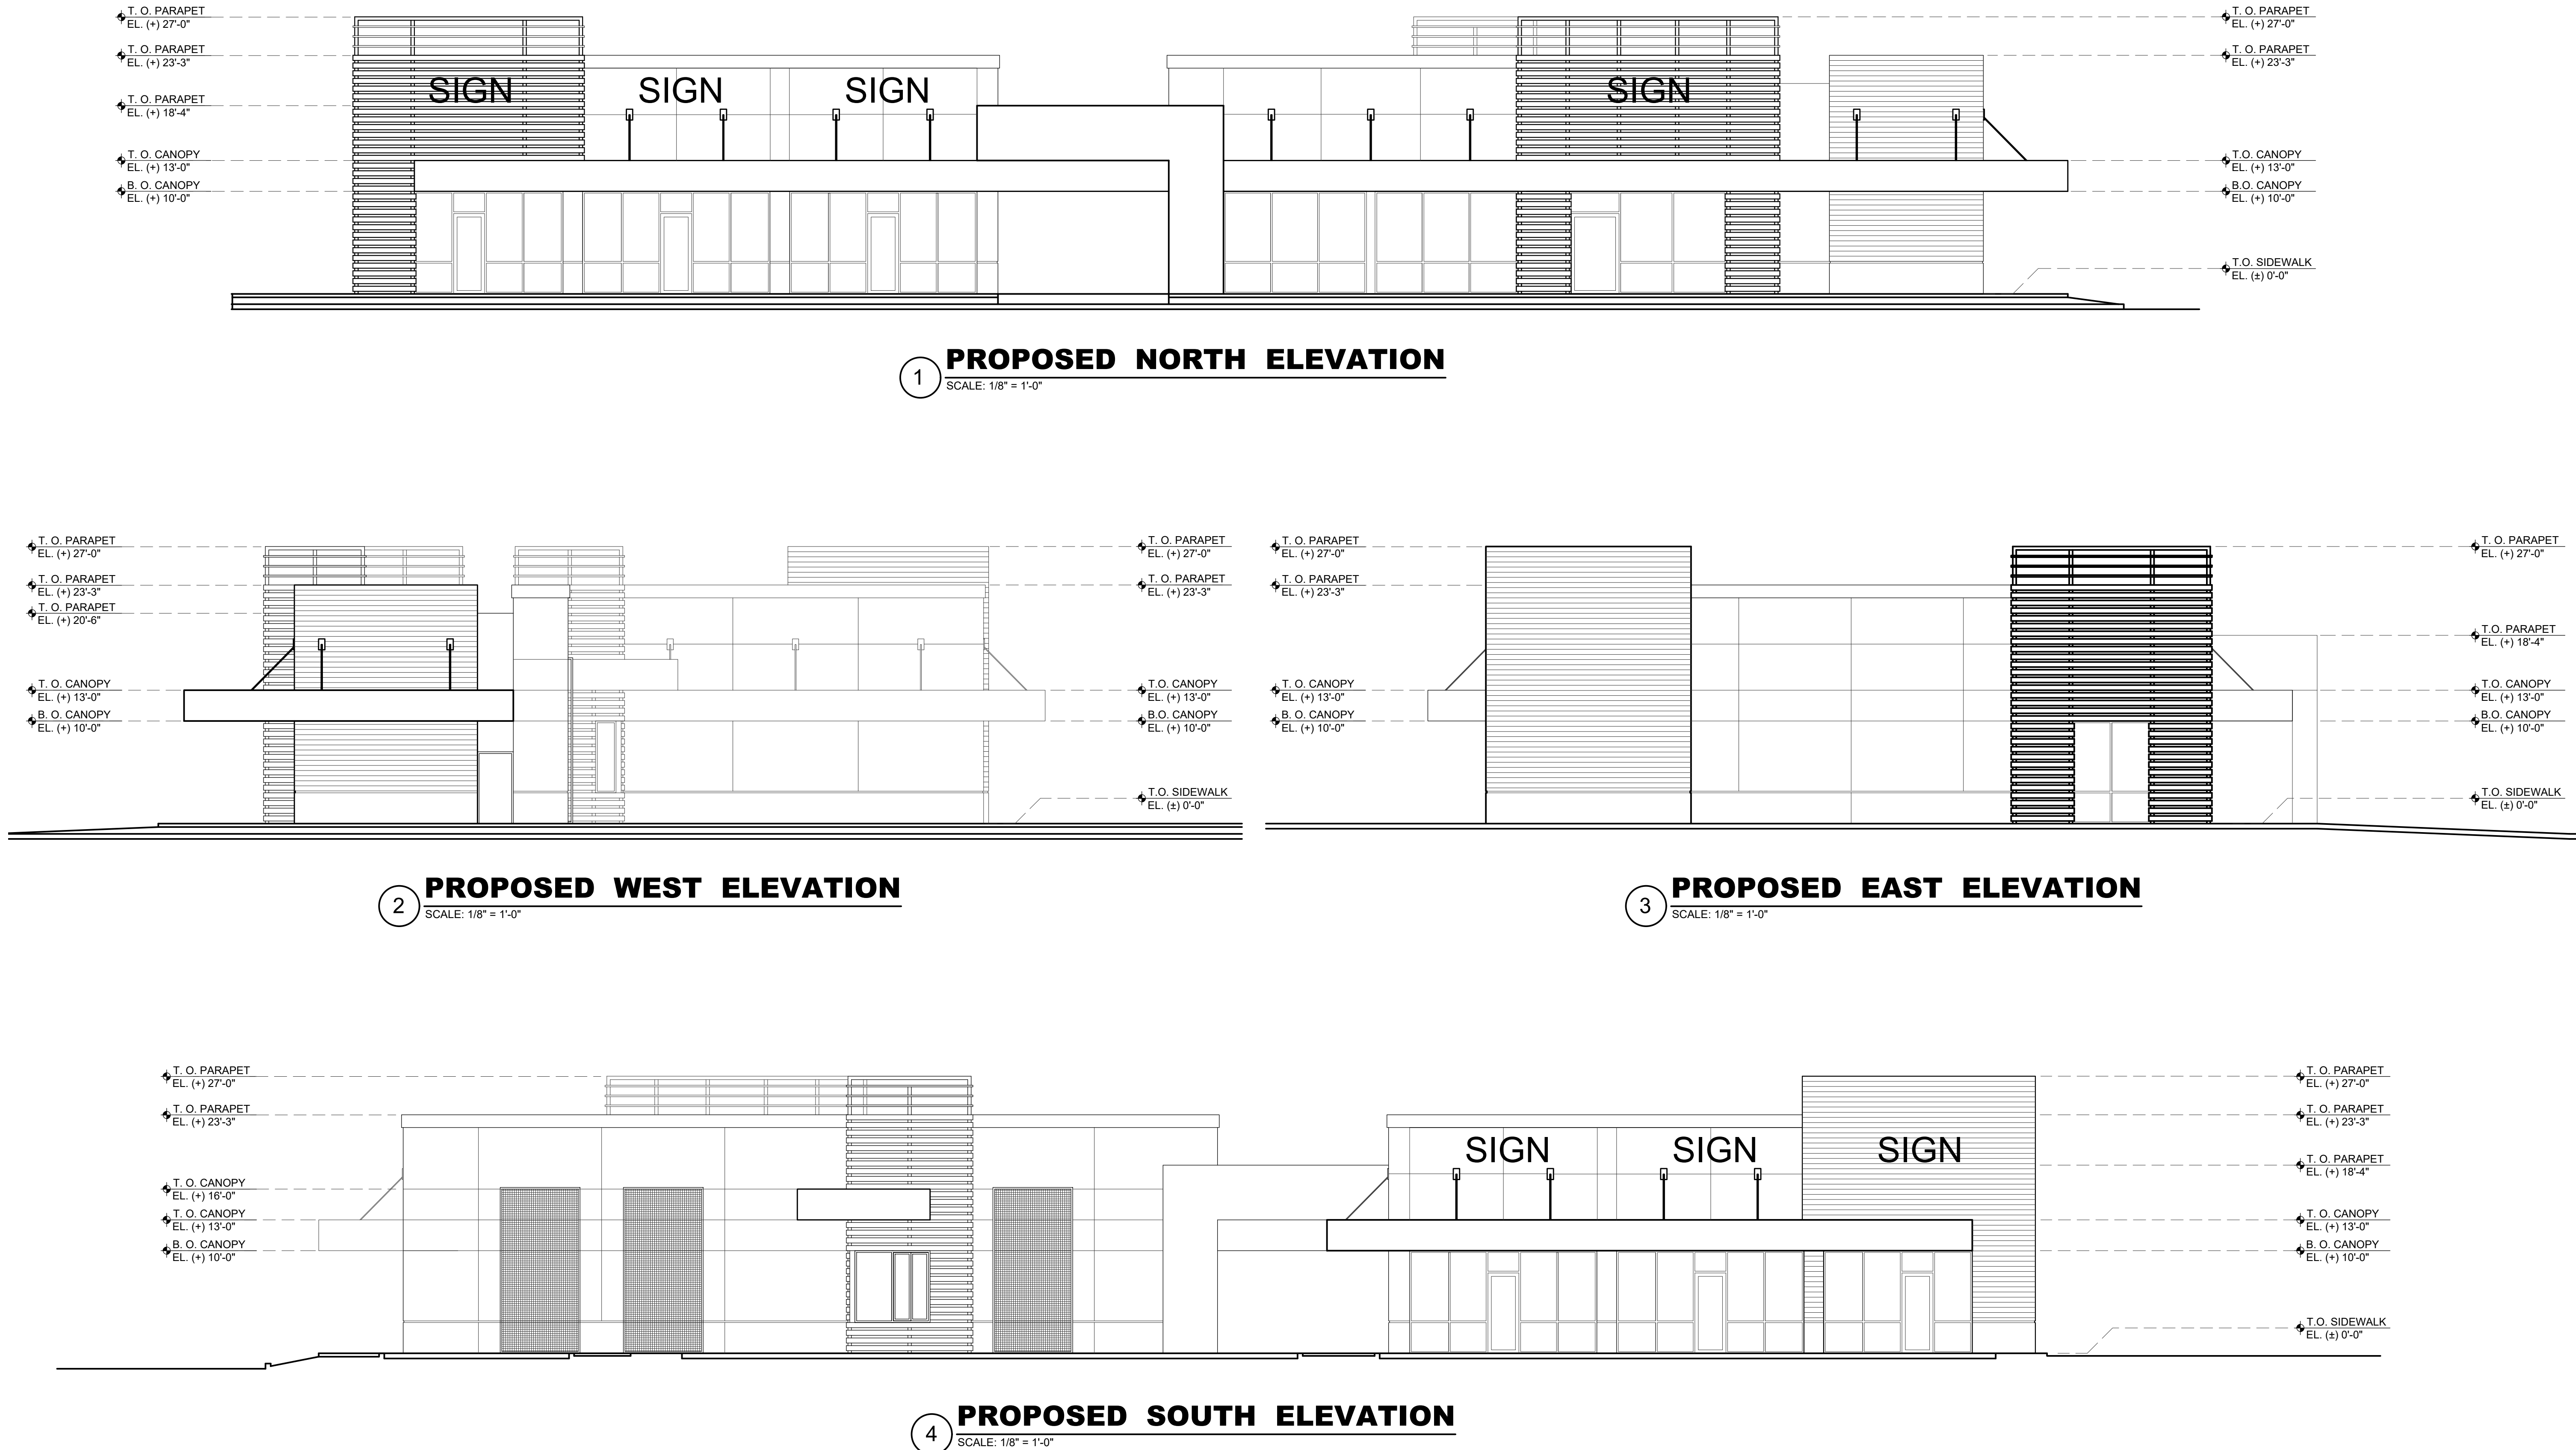 T. O. PARAPET
EL. (+) 27'-0"
T. O. PARAPET
EL. (+) 23'-3"
T. O. PARAPET
EL. (+) 18'-4"
T. O. CANOPY
EL. (+) 13'-0"
B. O. CANOPY
EL. (+) 10'-0"
SIGN SIGN SIGN SIGN
T. O. PARAPET
EL. (+) 27'-0"
T. O. PARAPET
EL. (+) 23'-3"
T.O. CANOPY
EL. (+) 13'-0"
B.O. CANOPY
EL. (+) 10'-0"
T.O. SIDEWALK
EL. (±) 0'-0"
1 PROPOSED NORTH ELEVATION
SCALE: 1/8" = 1'-0"
T. O. PARAPET
EL. (+) 27'-0"
T. O. PARAPET
EL. (+) 23'-3"
T. O. PARAPET
EL. (+) 20'-6"
T. O. CANOPY
EL. (+) 13'-0"
B. O. CANOPY
EL. (+) 10'-0"
T. O. PARAPET
EL. (+) 27'-0"
T. O. PARAPET
EL. (+) 23'-3"
T.O. CANOPY
EL. (+) 13'-0"
B.O. CANOPY
EL. (+) 10'-0"
T.O. SIDEWALK
EL. (±) 0'-0"
2 PROPOSED WEST ELEVATION
SCALE: 1/8" = 1'-0"
T. O. PARAPET
EL. (+) 27'-0"
T. O. PARAPET
EL. (+) 23'-3"
T. O. CANOPY
EL. (+) 13'-0"
B. O. CANOPY
EL. (+) 10'-0"
T. O. PARAPET
EL. (+) 27'-0"
T.O. PARAPET
EL. (+) 18'-4"
T.O. CANOPY
EL. (+) 13'-0"
B.O. CANOPY
EL. (+) 10'-0"
T.O. SIDEWALK
EL. (±) 0'-0"
3 PROPOSED EAST ELEVATION
SCALE: 1/8" = 1'-0"
T. O. PARAPET
EL. (+) 27'-0"
T. O. PARAPET
EL. (+) 23'-3"
T. O. CANOPY
EL. (+) 16'-0"
T. O. CANOPY
EL. (+) 13'-0"
B. O. CANOPY
EL. (+) 10'-0"
SIGN SIGN SIGN
T. O. PARAPET
EL. (+) 27'-0"
T. O. PARAPET
EL. (+) 23'-3"
T. O. PARAPET
EL. (+) 18'-4"
T. O. CANOPY
EL. (+) 13'-0"
B. O. CANOPY
EL. (+) 10'-0"
T.O. SIDEWALK
EL. (±) 0'-0"
4 PROPOSED SOUTH ELEVATION
SCALE: 1/8" = 1'-0"